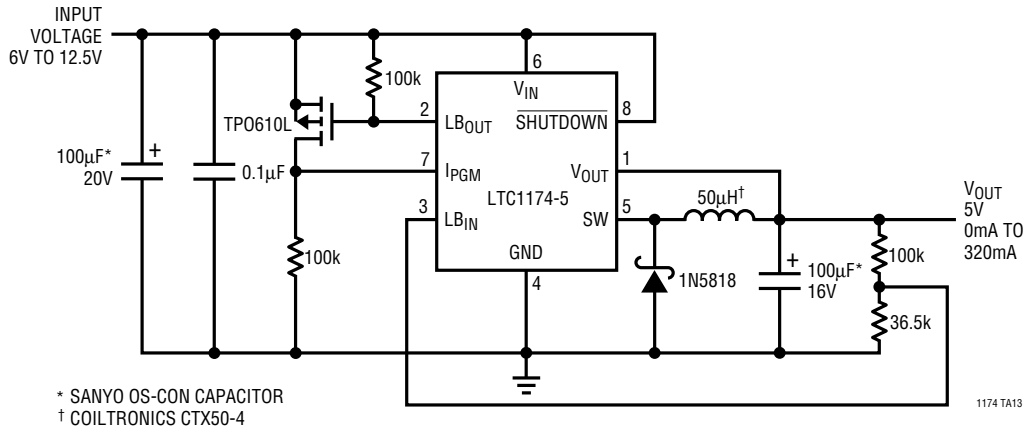 INPUT
VOLTAGE
6V TO 12.5V
100µF*
20V
+
0.1µF
TPO610L
100k
100k
2
7
3
6
8
1
5
4
V_IN
LB_OUT
SHUTDOWN
I_PGM
V_OUT
LTC1174-5
LB_IN
SW
GND
50µH†
1N5818
+
100µF*
16V
100k
36.5k
V_OUT
5V
0mA TO
320mA
* SANYO OS-CON CAPACITOR
† COILTRONICS CTX50-4
1174 TA13